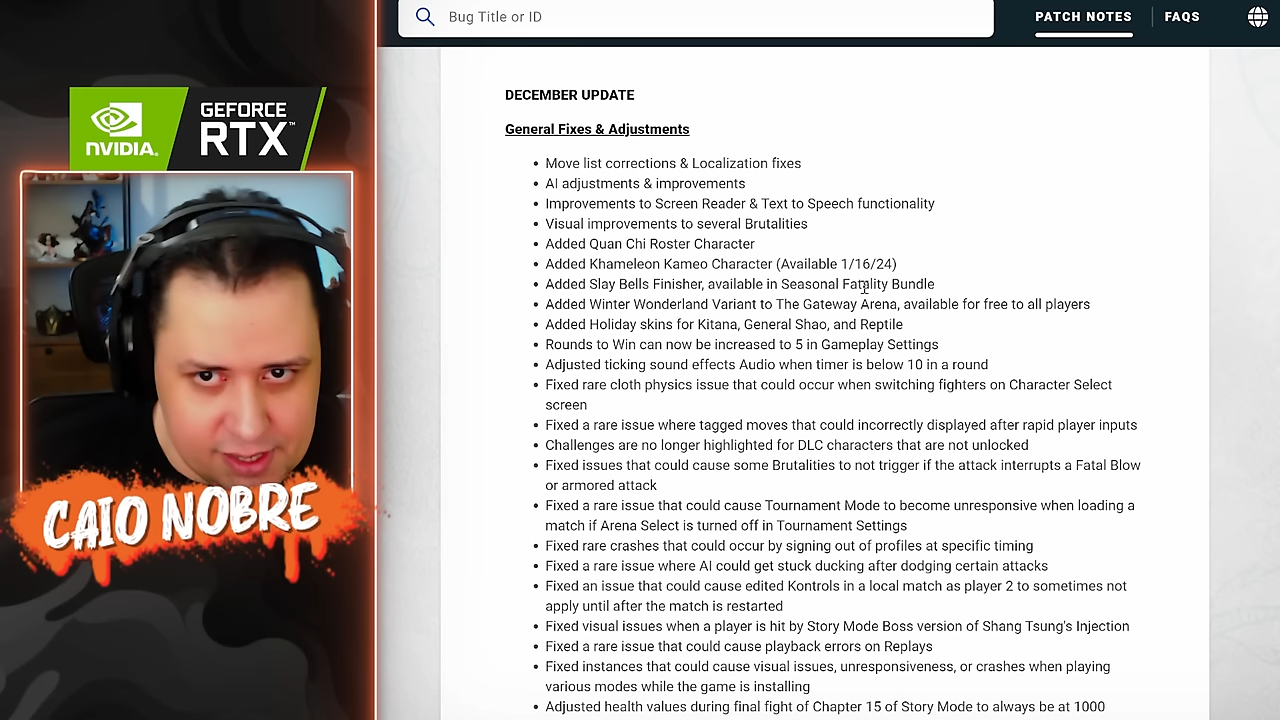 Bug Title or ID
PATCH NOTES
FAQS
NVIDIA.
GEFORCE
RTX™
CAIO NOBRE
DECEMBER UPDATE
General Fixes & Adjustments
• Move list corrections & Localization fixes
• AI adjustments & improvements
• Improvements to Screen Reader & Text to Speech functionality
• Visual improvements to several Brutalities
• Added Quan Chi Roster Character
• Added Khameleon Kameo Character (Available 1/16/24)
• Added Slay Bells Finisher, available in Seasonal Fatality Bundle
• Added Winter Wonderland Variant to The Gateway Arena, available for free to all players
• Added Holiday skins for Kitana, General Shao, and Reptile
• Rounds to Win can now be increased to 5 in Gameplay Settings
• Adjusted ticking sound effects Audio when timer is below 10 in a round
• Fixed rare cloth physics issue that could occur when switching fighters on Character Select
screen
• Fixed a rare issue where tagged moves that could incorrectly displayed after rapid player inputs
• Challenges are no longer highlighted for DLC characters that are not unlocked
• Fixed issues that could cause some Brutalities to not trigger if the attack interrupts a Fatal Blow
or armored attack
• Fixed a rare issue that could cause Tournament Mode to become unresponsive when loading a
match if Arena Select is turned off in Tournament Settings
• Fixed rare crashes that could occur by signing out of profiles at specific timing
• Fixed a rare issue where AI could get stuck ducking after dodging certain attacks
• Fixed an issue that could cause edited Kontrols in a local match as player 2 to sometimes not
apply until after the match is restarted
• Fixed visual issues when a player is hit by Story Mode Boss version of Shang Tsung's Injection
• Fixed a rare issue that could cause playback errors on Replays
• Fixed instances that could cause visual issues, unresponsiveness, or crashes when playing
various modes while the game is installing
• Adjusted health values during final fight of Chapter 15 of Story Mode to always be at 1000